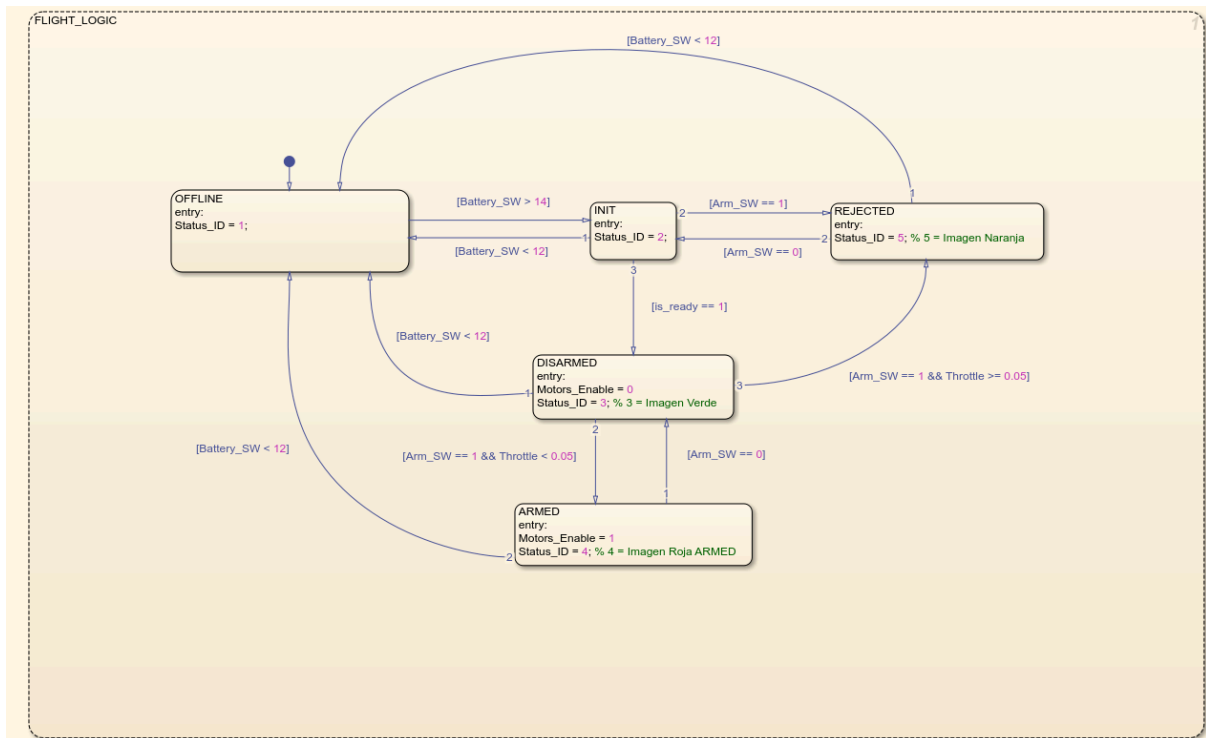 FLIGHT_LOGIC
1
[Battery_SW < 12]
OFFLINE
entry:
Status_ID = 1;
[Battery_SW > 14]
1
[Battery_SW < 12]
INIT
entry:
Status_ID = 2;
2
[Arm_SW == 1]
2
[Arm_SW == 0]
1
REJECTED
entry:
Status_ID = 5; % 5 = Imagen Naranja
3
[is_ready == 1]
[Battery_SW < 12]
1
DISARMED
entry:
Motors_Enable = 0
Status_ID = 3; % 3 = Imagen Verde
3
[Arm_SW == 1 && Throttle >= 0.05]
2
[Battery_SW < 12]
[Arm_SW == 1 && Throttle < 0.05]
[Arm_SW == 0]
1
2
ARMED
entry:
Motors_Enable = 1
Status_ID = 4; % 4 = Imagen Roja ARMED